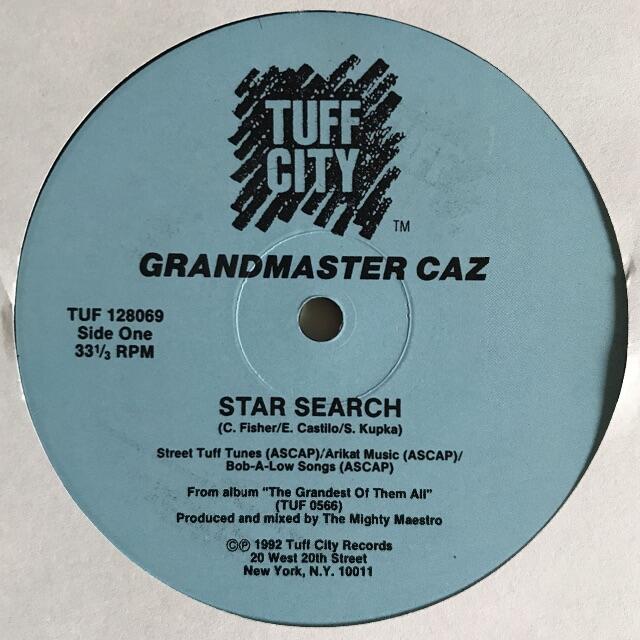 TUFF
CITY
TM
GRANDMASTER CAZ
TUF 128069
Side One
33 1/3 RPM
STAR SEARCH
(C. Fisher/E. Castilo/S. Kupka)
Street Tuff Tunes (ASCAP)/Arikat Music (ASCAP)/
Bob-A-Low Songs (ASCAP)
From album "The Grandest Of Them All"
(TUF 0566)
Produced and mixed by The Mighty Maestro
©℗ 1992 Tuff City Records
20 West 20th Street
New York, N.Y. 10011